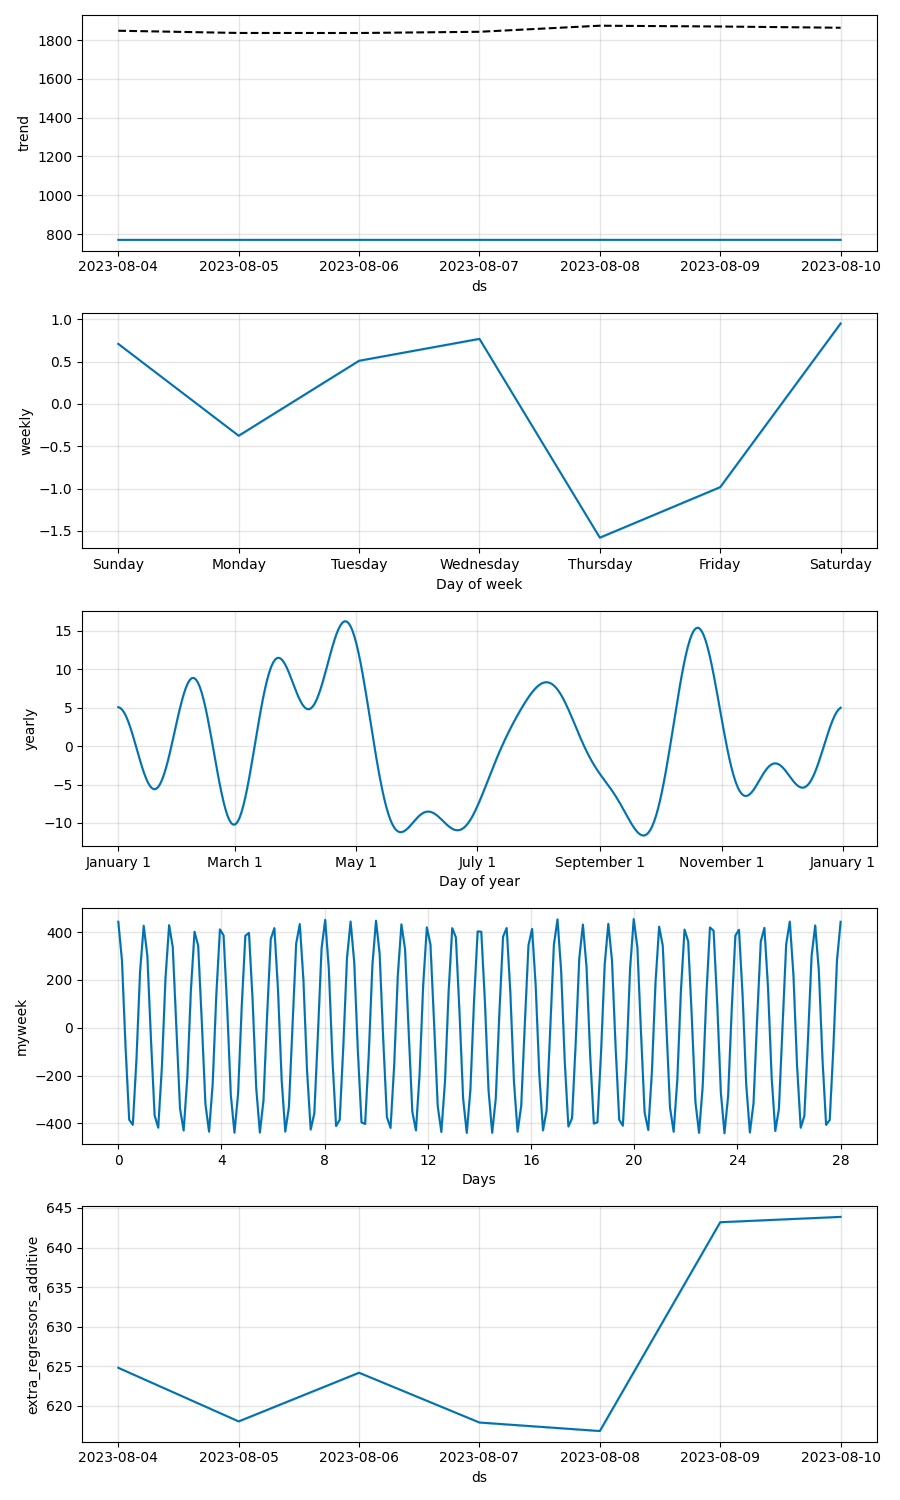 1800
1600
1400
1200
1000
800
trend
2023-08-04 2023-08-05 2023-08-06 2023-08-07 2023-08-08 2023-08-09 2023-08-10
ds
1.0
0.5
0.0
−0.5
−1.0
−1.5
weekly
Sunday Monday Tuesday Wednesday Thursday Friday Saturday
Day of week
15
10
5
0
−5
−10
yearly
January 1 March 1 May 1 July 1 September 1 November 1 January 1
Day of year
400
200
0
−200
−400
myweek
0 4 8 12 16 20 24 28
Days
645
640
635
630
625
620
extra_regressors_additive
2023-08-04 2023-08-05 2023-08-06 2023-08-07 2023-08-08 2023-08-09 2023-08-10
ds